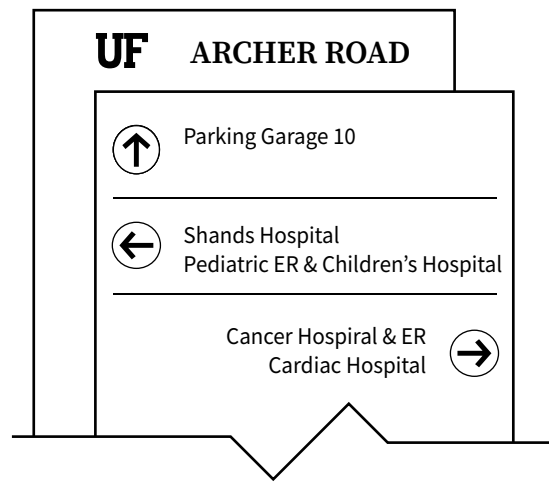 UF ARCHER ROAD
Parking Garage 10
Shands Hospital
Pediatric ER & Children’s Hospital
Cancer Hospiral & ER
Cardiac Hospital